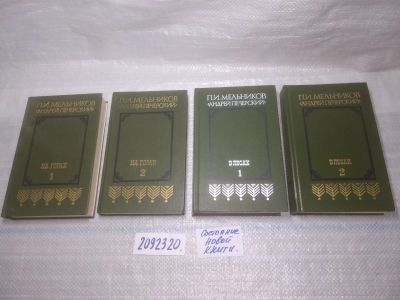 П.И. МЕЛЬНИКОВ
(АНДРЕЙ ПЕЧЕРСКИЙ)
НА ГОРАХ
1
П.И. МЕЛЬНИКОВ
(АНДРЕЙ ПЕЧЕРСКИЙ)
НА ГОРАХ
2
П.И. МЕЛЬНИКОВ
(АНДРЕЙ ПЕЧЕРСКИЙ)
В ЛЕСАХ
1
П.И. МЕЛЬНИКОВ
(АНДРЕЙ ПЕЧЕРСКИЙ)
В ЛЕСАХ
2
2092320.
Состояние
новой
книги.